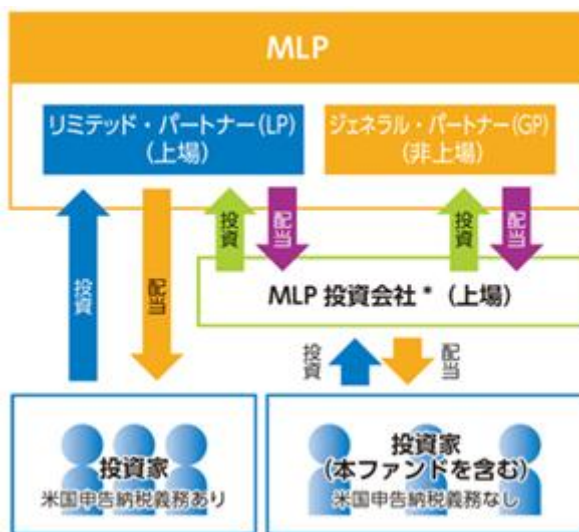 MLP
リミテッド・パートナー(LP)
(上場)
ジェネラル・パートナー(GP)
(非上場)
投資
配当
投資
配当
投資
配当
MLP 投資会社* (上場)
投資
配当
投資家
米国申告納税義務あり
投資家
(本ファンドを含む)
米国申告納税義務なし